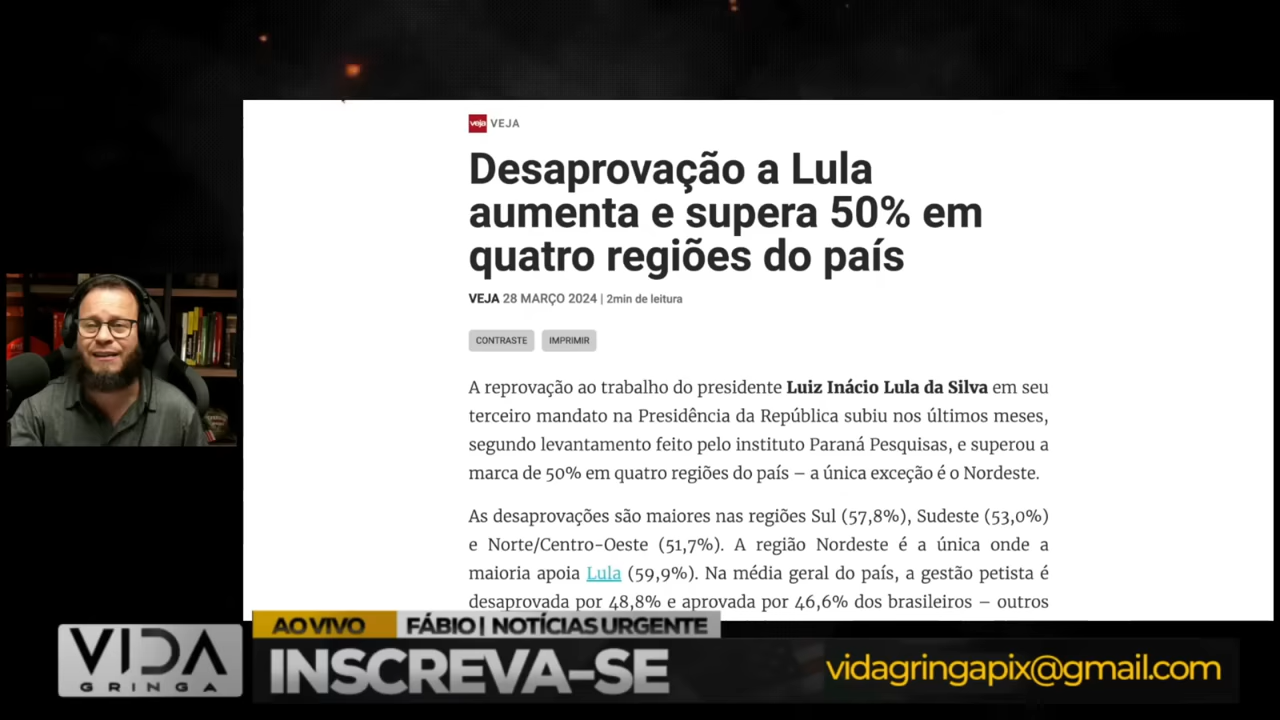 veja VEJA
Desaprovação a Lula
aumenta e supera 50% em
quatro regiões do país
VEJA 28 MARÇO 2024 | 2min de leitura
CONTRASTE IMPRIMIR
A reprovação ao trabalho do presidente Luiz Inácio Lula da Silva em seu
terceiro mandato na Presidência da República subiu nos últimos meses,
segundo levantamento feito pelo instituto Paraná Pesquisas, e superou a
marca de 50% em quatro regiões do país – a única exceção é o Nordeste.
As desaprovações são maiores nas regiões Sul (57,8%), Sudeste (53,0%)
e Norte/Centro-Oeste (51,7%). A região Nordeste é a única onde a
maioria apoia Lula (59,9%). Na média geral do país, a gestão petista é
desaprovada por 48,8% e aprovada por 46,6% dos brasileiros – outros
AO VIVO FÁBIO | NOTÍCIAS URGENTE
VIDA
GRINGA
INSCREVA-SE
vidagringapix@gmail.com